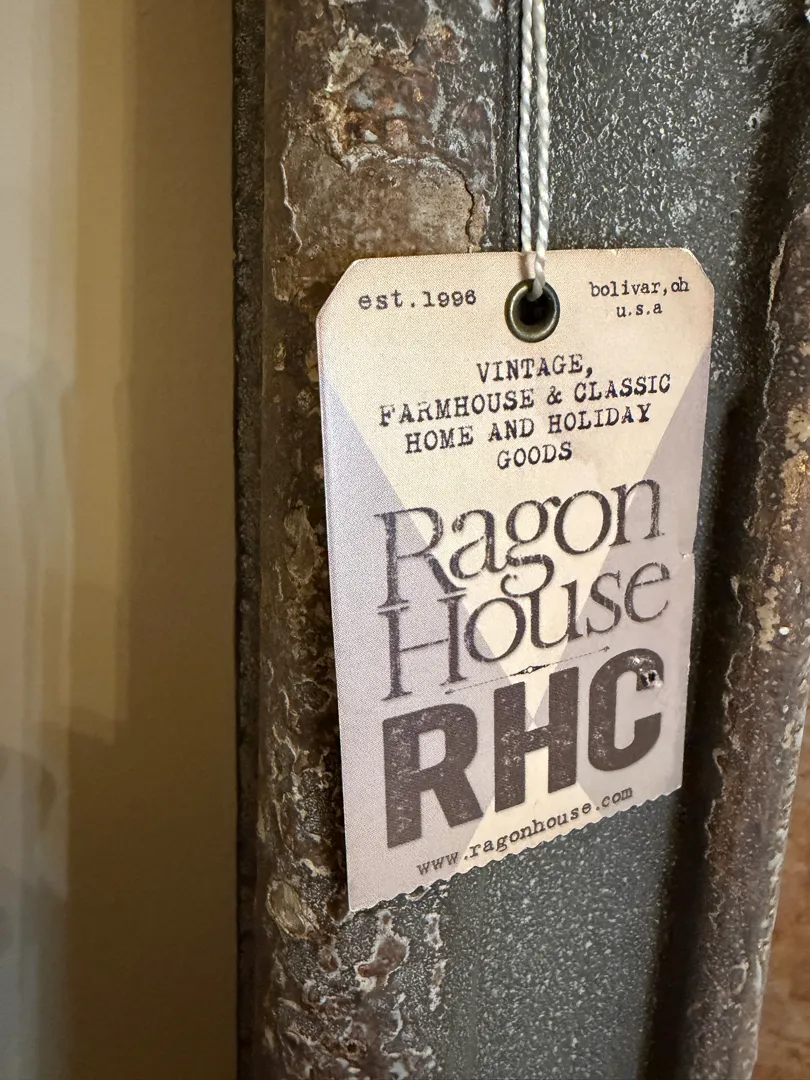 est.1996
bolivar,oh
u.s.a
VINTAGE,
FARMHOUSE & CLASSIC
HOME AND HOLIDAY
GOODS
Ragon
House
RHC
www.ragonhouse.com